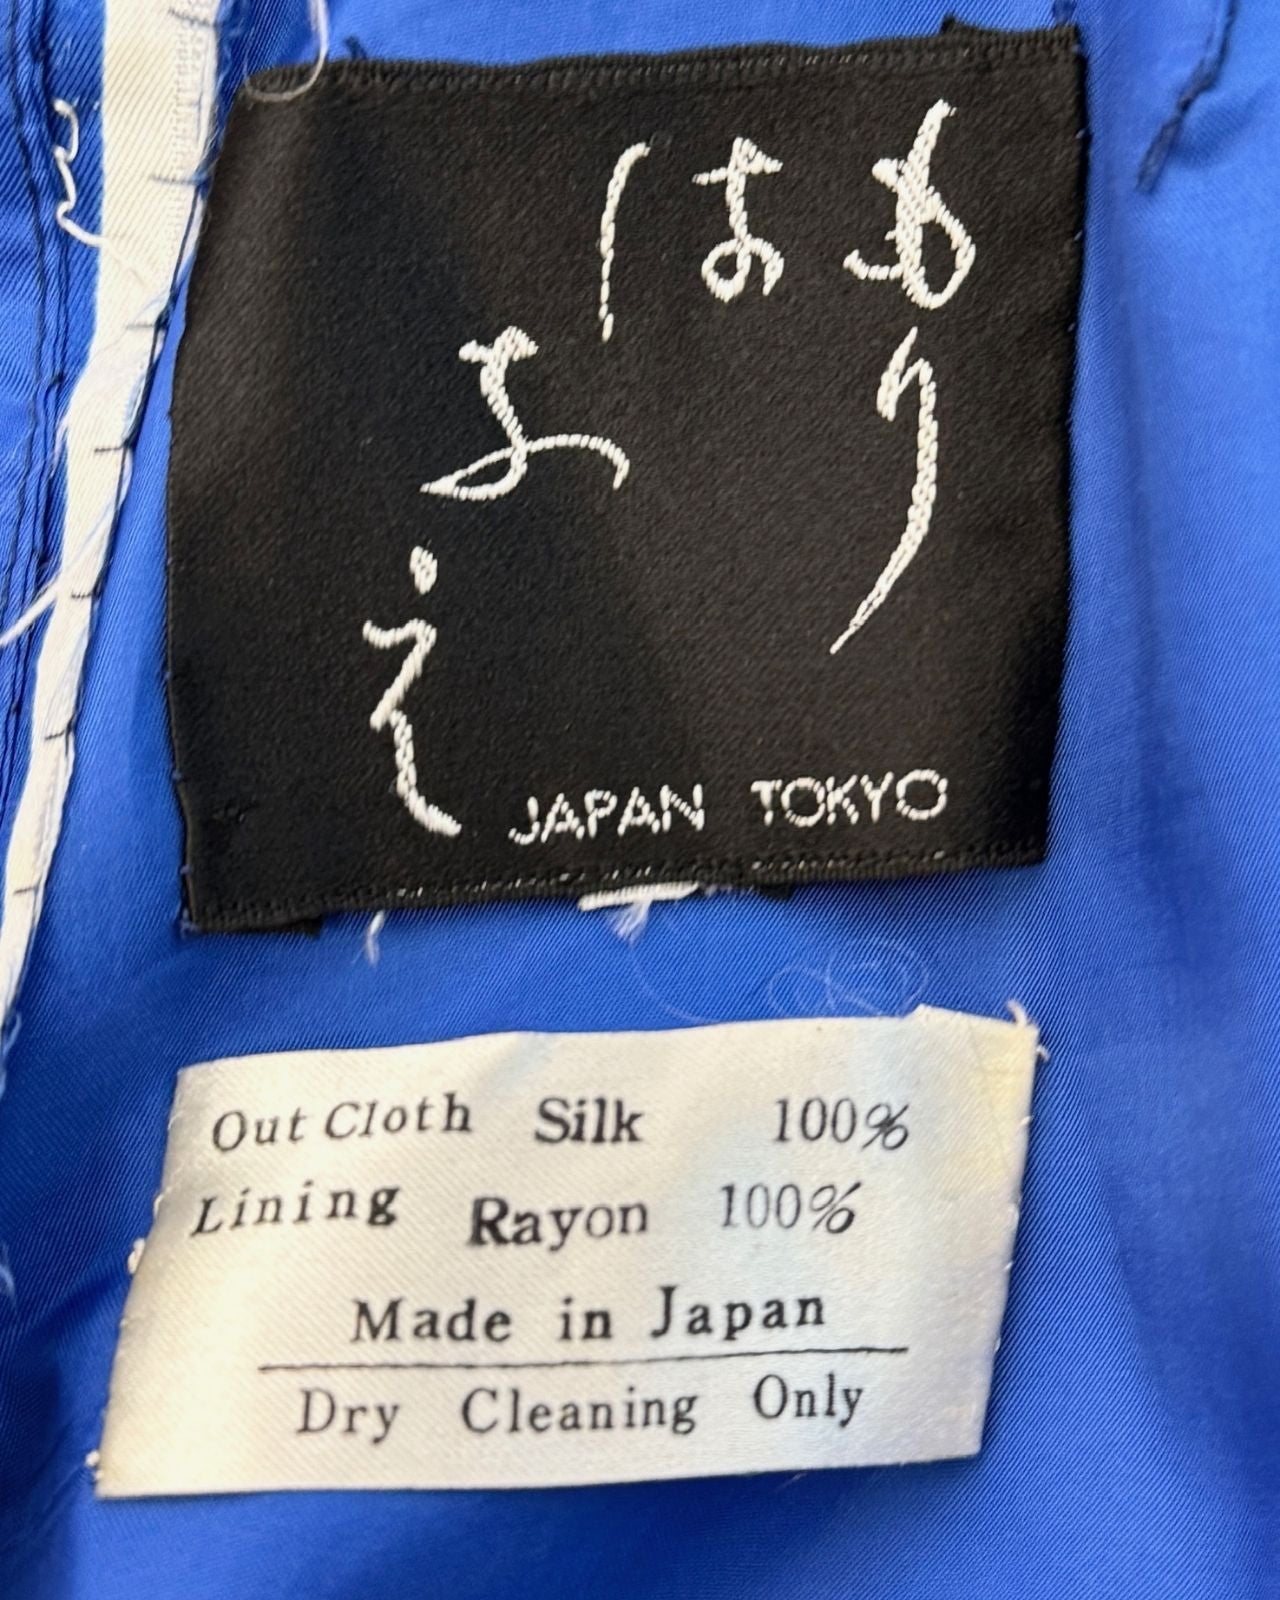 もり
はなえ
JAPAN TOKYO
Out Cloth Silk 100%
Lining Rayon 100%
Made in Japan
Dry Cleaning Only